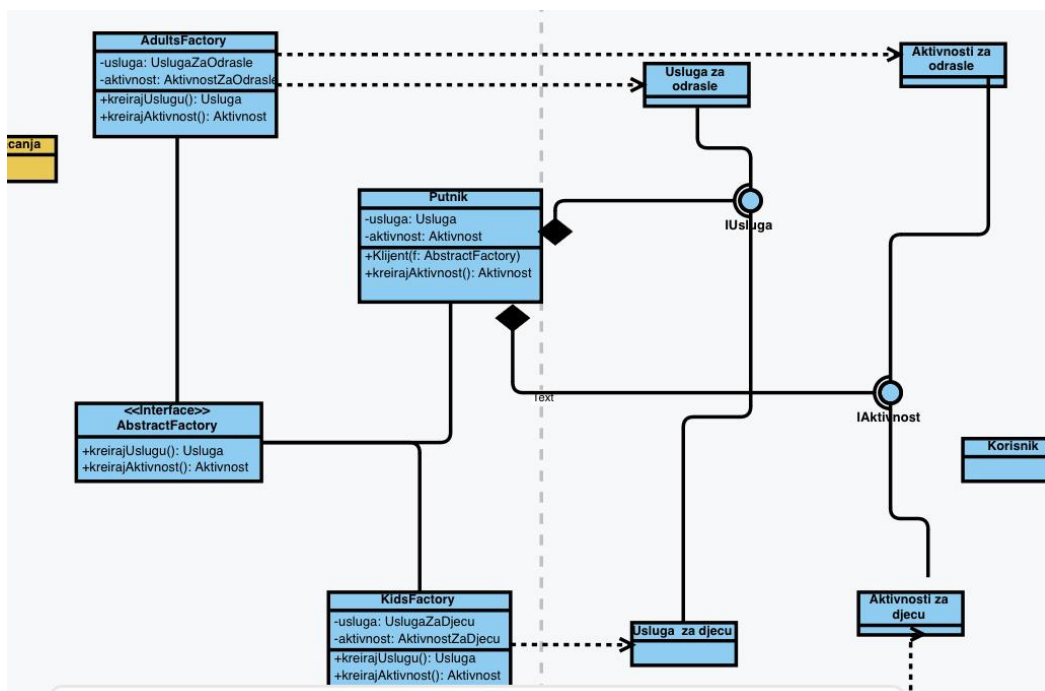 AdultsFactory
-usluga: UslugaZaOdrasle
-aktivnost: AktivnostZaOdrasle
+kreirajUslugu(): Usluga
+kreirajAktivnost(): Aktivnost
Usluga za
odrasle
Aktivnosti za
odrasle
canja
Putnik
-usluga: Usluga
-aktivnost: Aktivnost
+Klijent(f: AbstractFactory)
+kreirajAktivnost(): Aktivnost
IUsluga
Text
<<Interface>>
AbstractFactory
+kreirajUslugu(): Usluga
+kreirajAktivnost(): Aktivnost
IAktivnost
Korisnik
KidsFactory
-usluga: UslugaZaDjecu
-aktivnost: AktivnostZaDjecu
+kreirajUslugu(): Usluga
+kreirajAktivnost(): Aktivnost
Usluga za djecu
Aktivnosti za
djecu